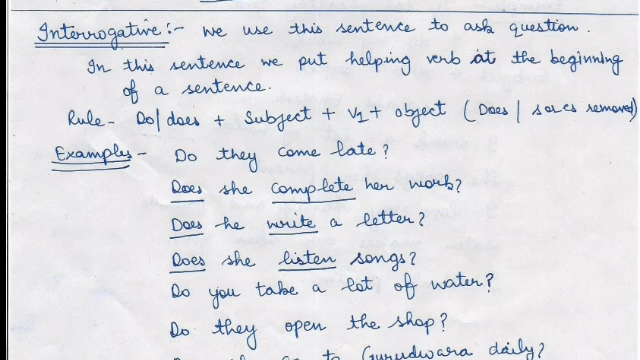 Interrogative:- We use this sentence to ask question.
In this sentence we put helping verb at the beginning
of a sentence.
Rule- Do/does + Subject + V1 + object (Does/s or es removed)
Examples- Do they come late?
Does she complete her work?
Does he write a letter?
Does she listen songs?
Do you take a lot of water?
Do they open the shop?
to Gurudwara daily?